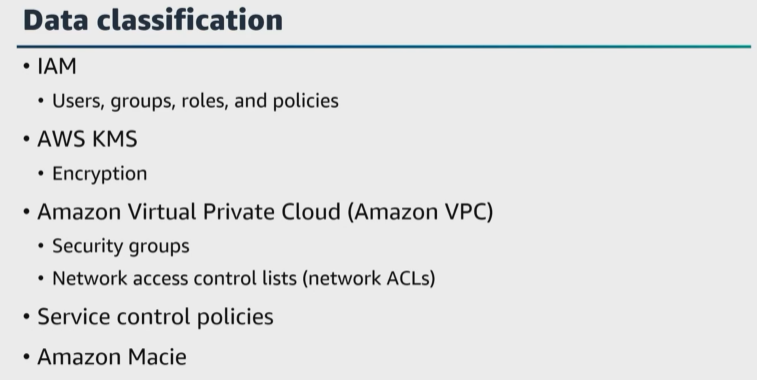 Data classification
• IAM
• Users, groups, roles, and policies
• AWS KMS
• Encryption
• Amazon Virtual Private Cloud (Amazon VPC)
• Security groups
• Network access control lists (network ACLs)
• Service control policies
• Amazon Macie